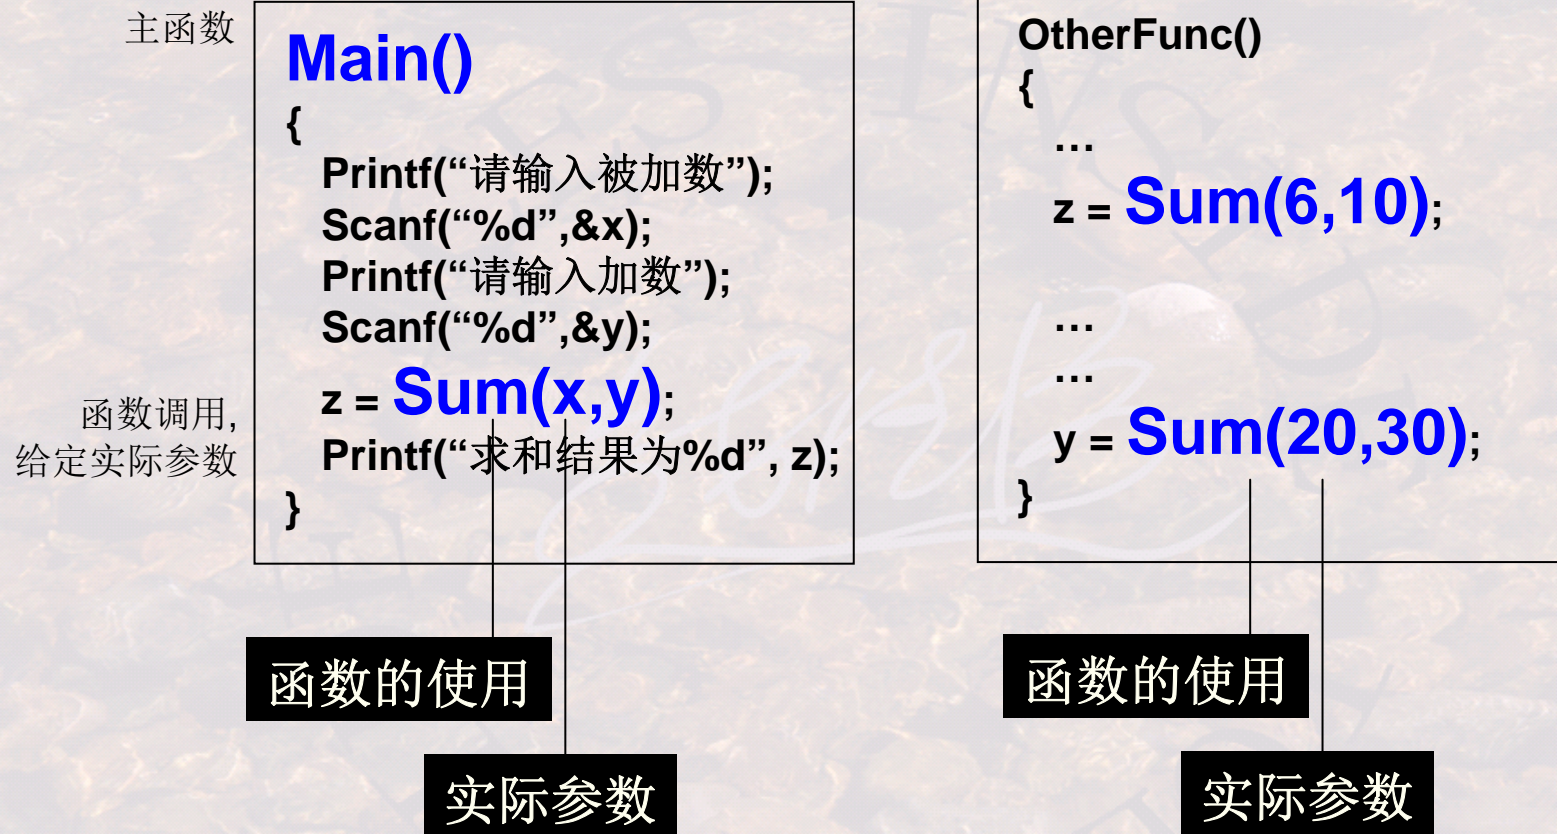 主函数
Main()
{
Printf(“请输入被加数”);
Scanf(“%d”,&x);
Printf(“请输入加数”);
Scanf(“%d”,&y);
z = Sum(x,y);
Printf(“求和结果为%d”, z);
}
函数调用,
给定实际参数
函数的使用
实际参数
OtherFunc()
{
…
z = Sum(6,10);
…
…
y = Sum(20,30);
}
函数的使用
实际参数